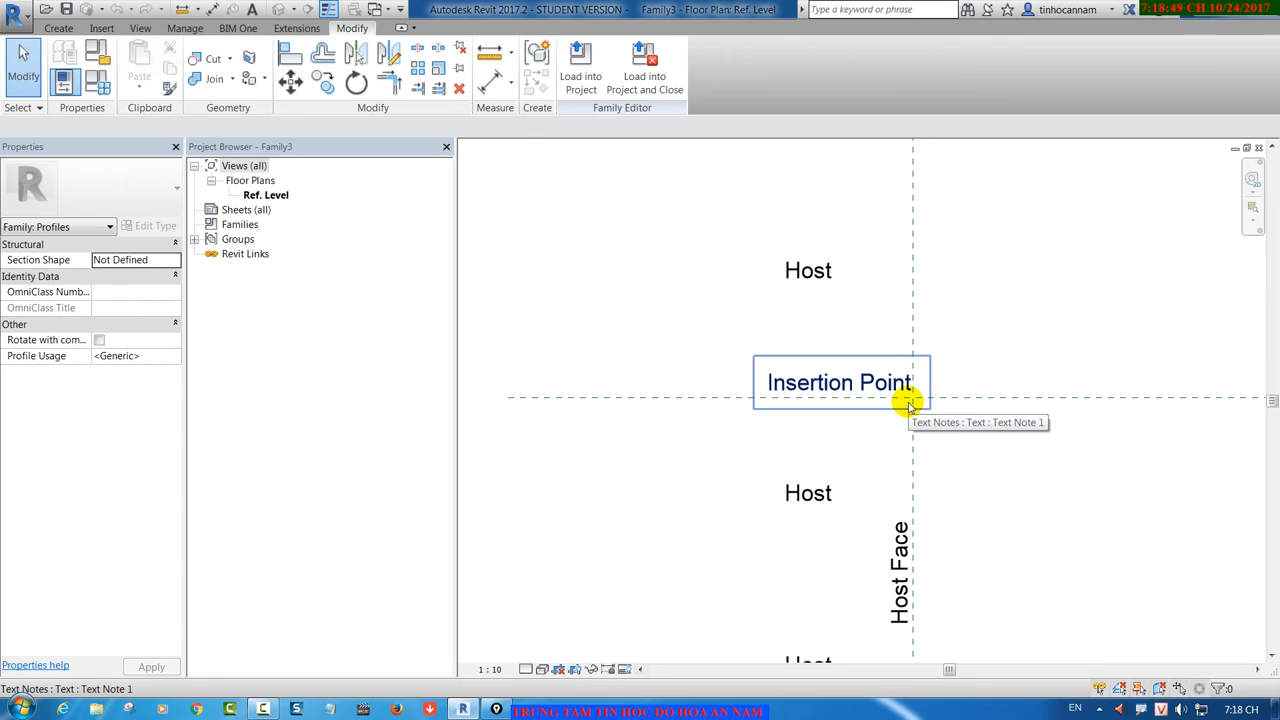 Autodesk Revit 2017.2 - STUDENT VERSION - Family3 - Floor Plan: Ref. Level
Type a keyword or phrase
tinhocannam
7:18:49 CH 10/24/2017
Create
Insert
View
Manage
BIM One
Extensions
Modify
Modify
Paste
Cut
Join
Load into
Project
Load into
Project and Close
Select
Properties
Clipboard
Geometry
Modify
Measure
Create
Family Editor
Properties
Project Browser - Family3
Family: Profiles
Edit Type
Structural
Section Shape
Not Defined
Identity Data
OmniClass Numb...
OmniClass Title
Other
Rotate with com...
Profile Usage
<Generic>
Properties help
Apply
Views (all)
Floor Plans
Ref. Level
Sheets (all)
Families
Groups
Revit Links
Host
Insertion Point
Text Notes : Text : Text Note 1
Host
Host Face
Host
1 : 10
Text Notes : Text : Text Note 1
:0
TRUNG TAM TIN HOC DO HOA AN NAM
EN
7:18 CH